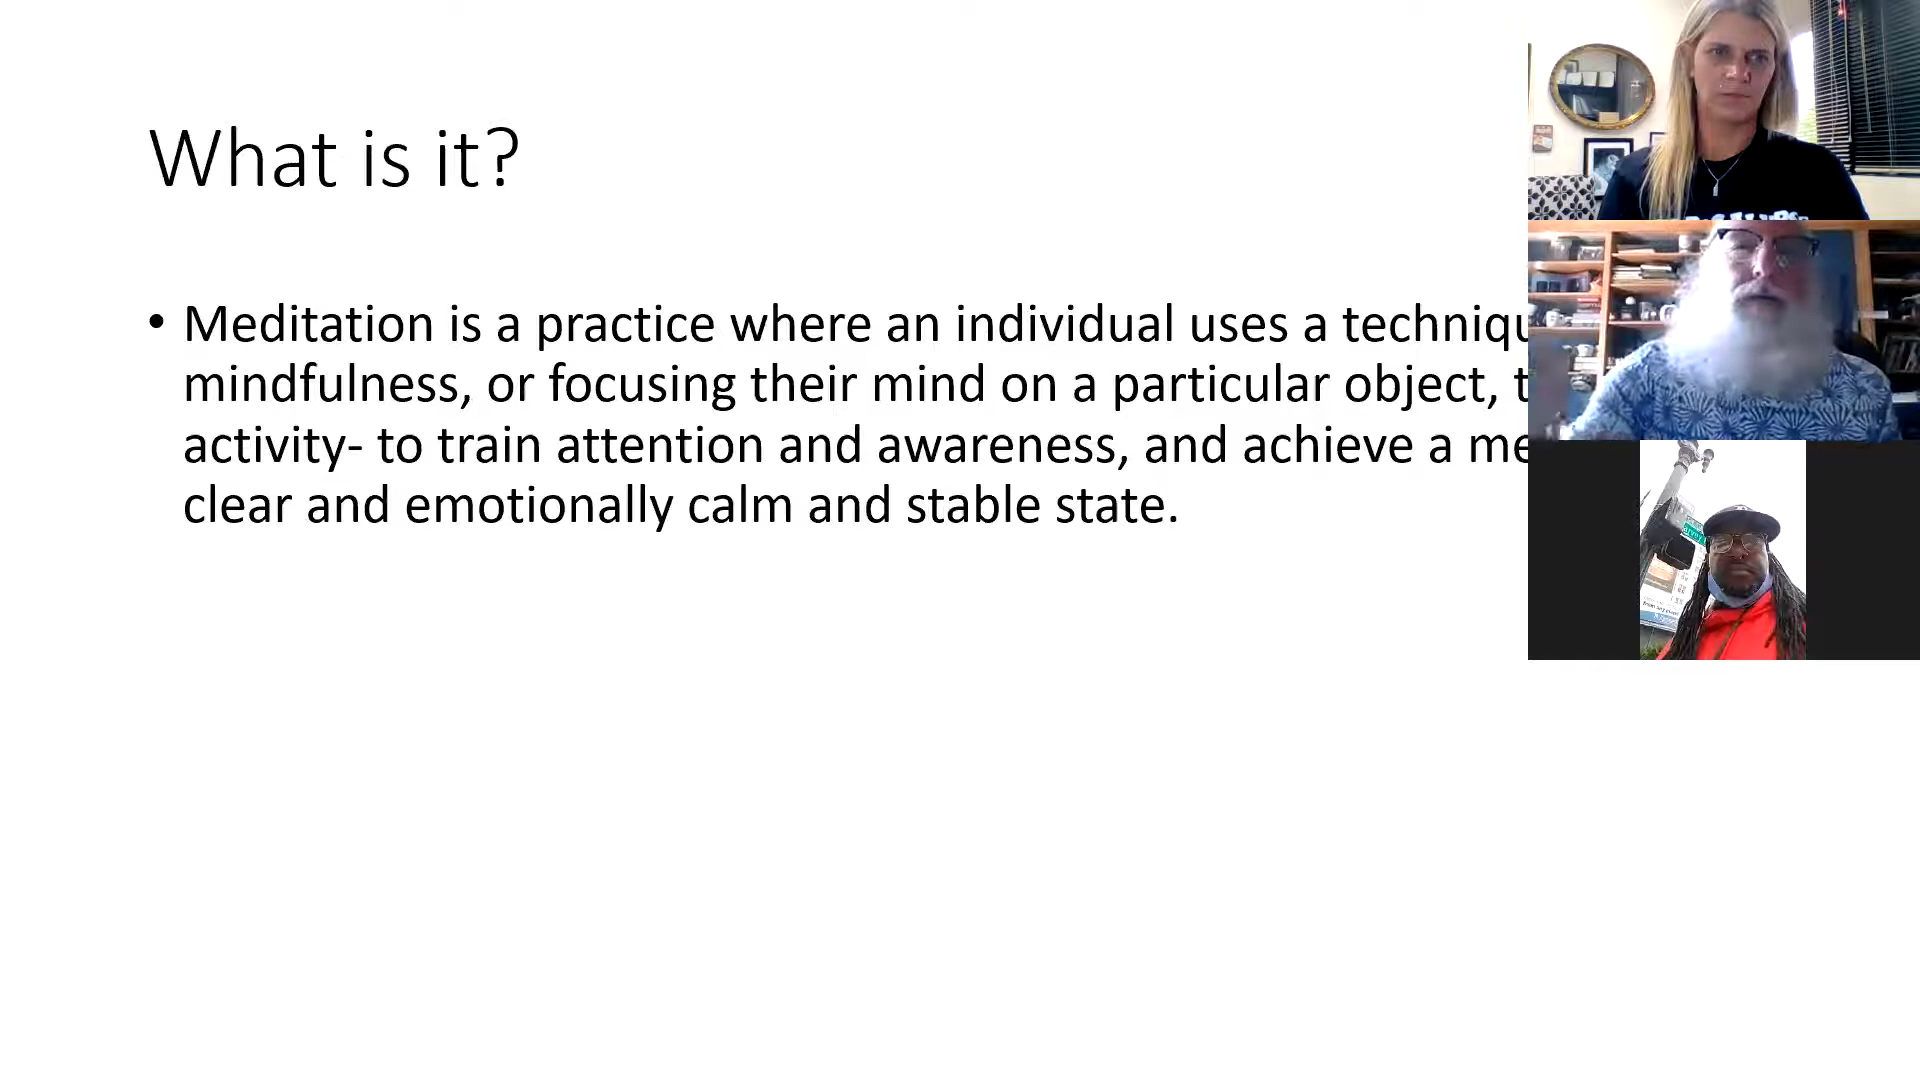 What is it?
• Meditation is a practice where an individual uses a techniqu
mindfulness, or focusing their mind on a particular object, t
activity- to train attention and awareness, and achieve a me
clear and emotionally calm and stable state.